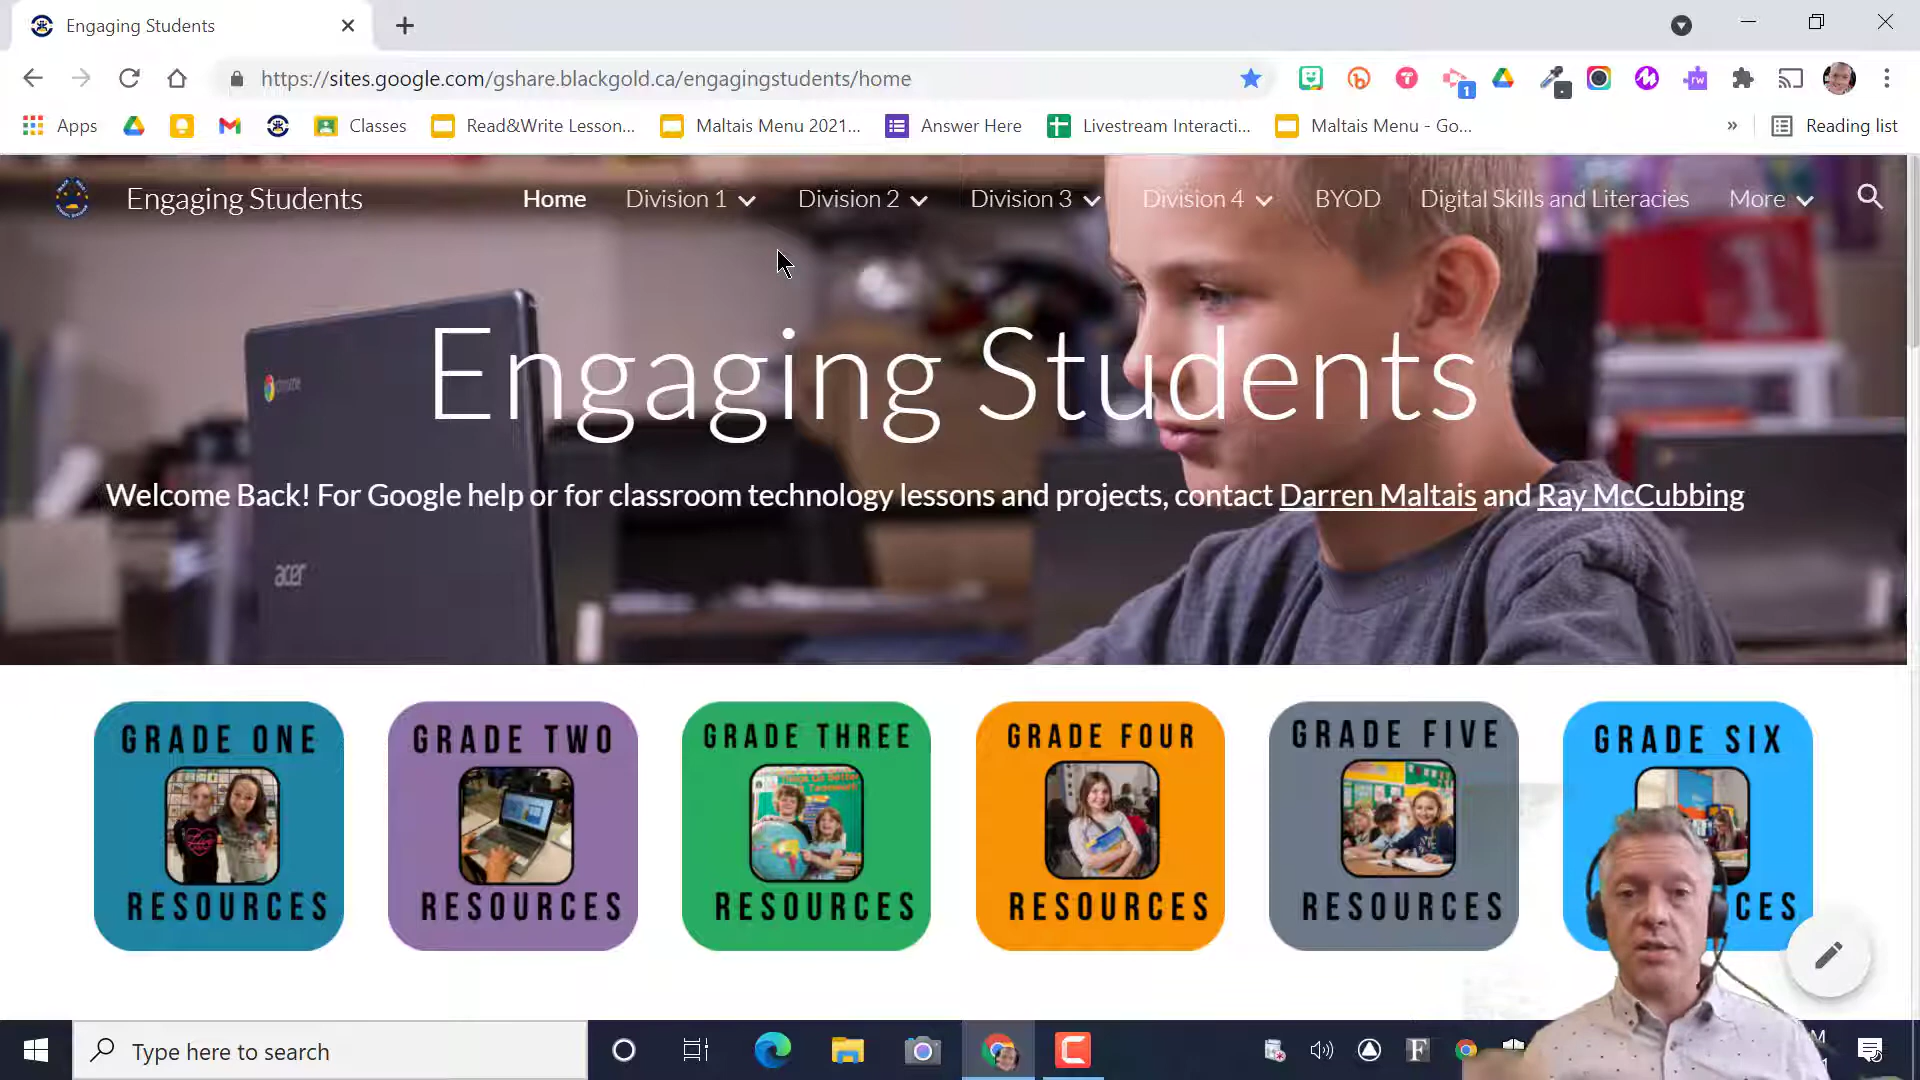 Engaging Students
https://sites.google.com/gshare.blackgold.ca/engagingstudents/home
1
rw
Apps
Classes
Read&Write Lesson...
Maltais Menu 2021...
Answer Here
Livestream Interacti...
Maltais Menu - Go...
»
Reading list
Engaging Students
Home
Division 1
Division 2
Division 3
Division 4
BYOD
Digital Skills and Literacies
More
Engaging Students
Welcome Back! For Google help or for classroom technology lessons and projects, contact Darren Maltais and Ray McCubbing
chrome
acer
GRADE ONE
RESOURCES
GRADE TWO
RESOURCES
GRADE THREE
RESOURCES
GRADE FOUR
RESOURCES
GRADE FIVE
RESOURCES
GRADE SIX
CES
Type here to search